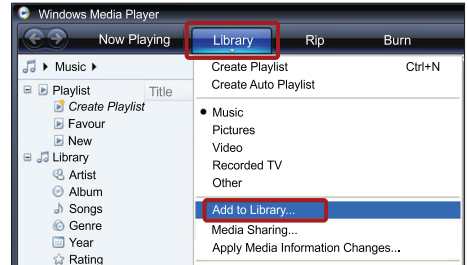 Windows Media Player
Now Playing Library Rip Burn
Music
Playlist Title
Create Playlist
Favour
New
Library
Artist
Album
Songs
Genre
Year
Rating
Create Playlist Ctrl+N
Create Auto Playlist
Music
Pictures
Video
Recorded TV
Other
Add to Library...
Media Sharing...
Apply Media Information Changes...